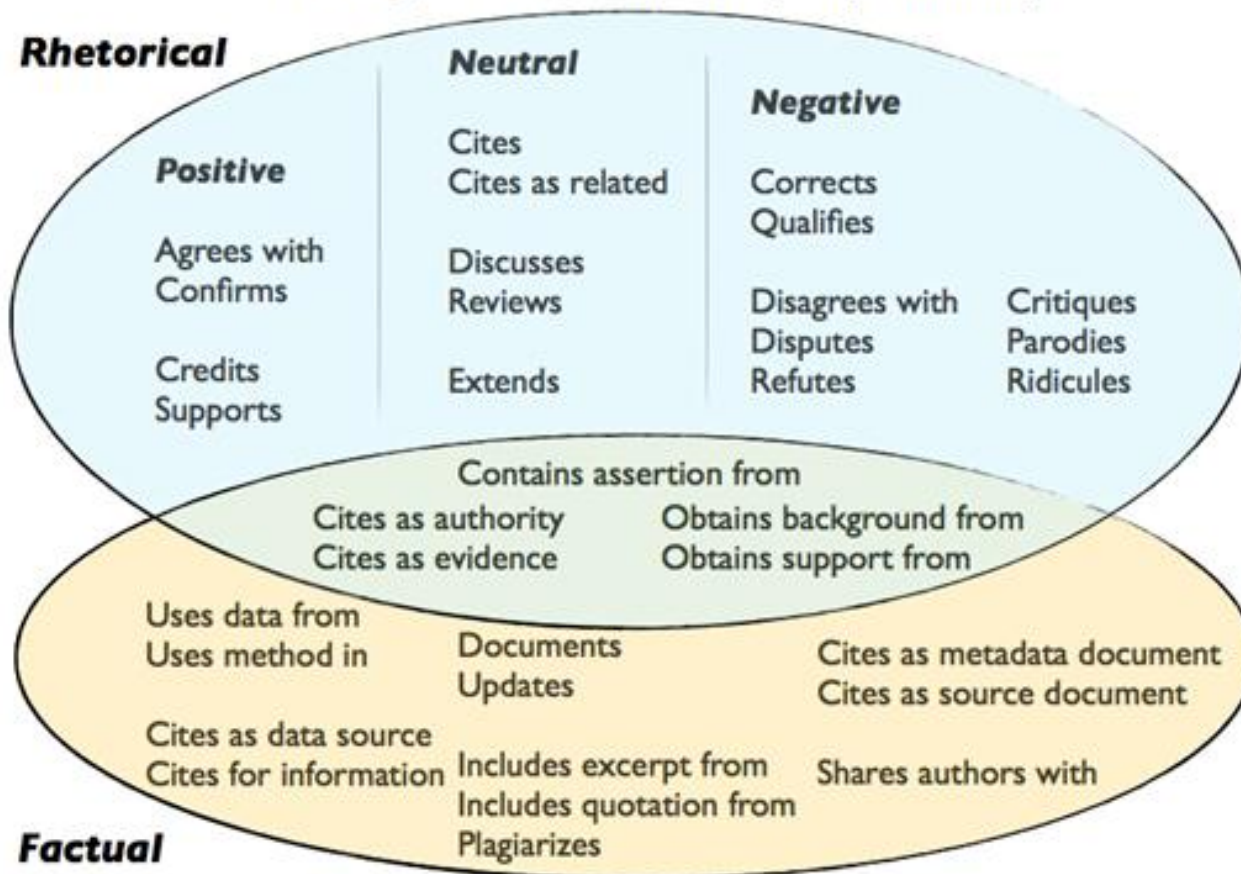 Rhetorical
Positive
Agrees with
Confirms
Credits
Supports
Neutral
Cites
Cites as related
Discusses
Reviews
Extends
Negative
Corrects
Qualifies
Disagrees with
Disputes
Refutes
Critiques
Parodies
Ridicules
Contains assertion from
Cites as authority
Cites as evidence
Obtains background from
Obtains support from
Uses data from
Uses method in
Cites as data source
Cites for information
Documents
Updates
Includes excerpt from
Includes quotation from
Plagiarizes
Cites as metadata document
Cites as source document
Shares authors with
Factual